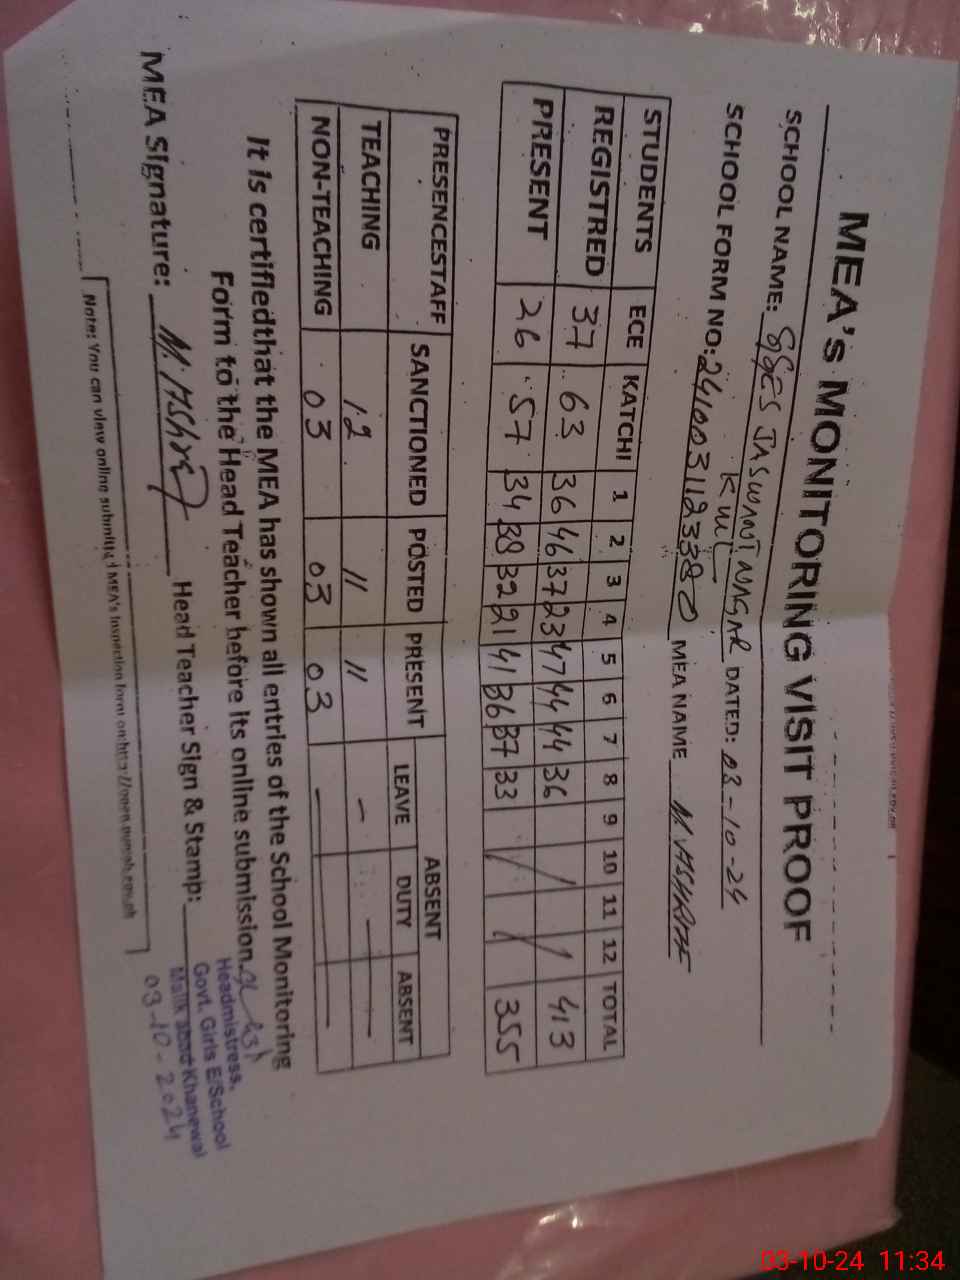 MEA's MONITORING VISIT PROOF
SCHOOL NAME: GGES JASWANT NAGAR DATED: 03-10-24
KWL
SCHOOL FORM NO: MEA NAME M. ASHRAF
STUDENTS ECE KATCHI 1 2 3 4 5 6 7 8 9 10 11 12 TOTAL
REGISTRED 37 63 36 46 37 23 47 44 44 36 / / 413
PRESENT 26 57 34 38 32 21 41 36 37 33 / / 355
PRESENCESTAFF SANCTIONED POSTED PRESENT ABSENT
LEAVE DUTY ABSENT
TEACHING 12 11 11 - — —
NON-TEACHING 03 03 03 — — —
It is certifiedthat the MEA has shown all entries of the School Monitoring
Form to the Head Teacher before its online submission.
MEA Signature: M. Ashraf Head Teacher Sign & Stamp:
Headmistress,
Govt. Girls E/School
Khanewal
03-10-2024
Note: You can view online submitted MEA's Inspection form on:http://open.punjab.gov.pk
03-10-24 11:34